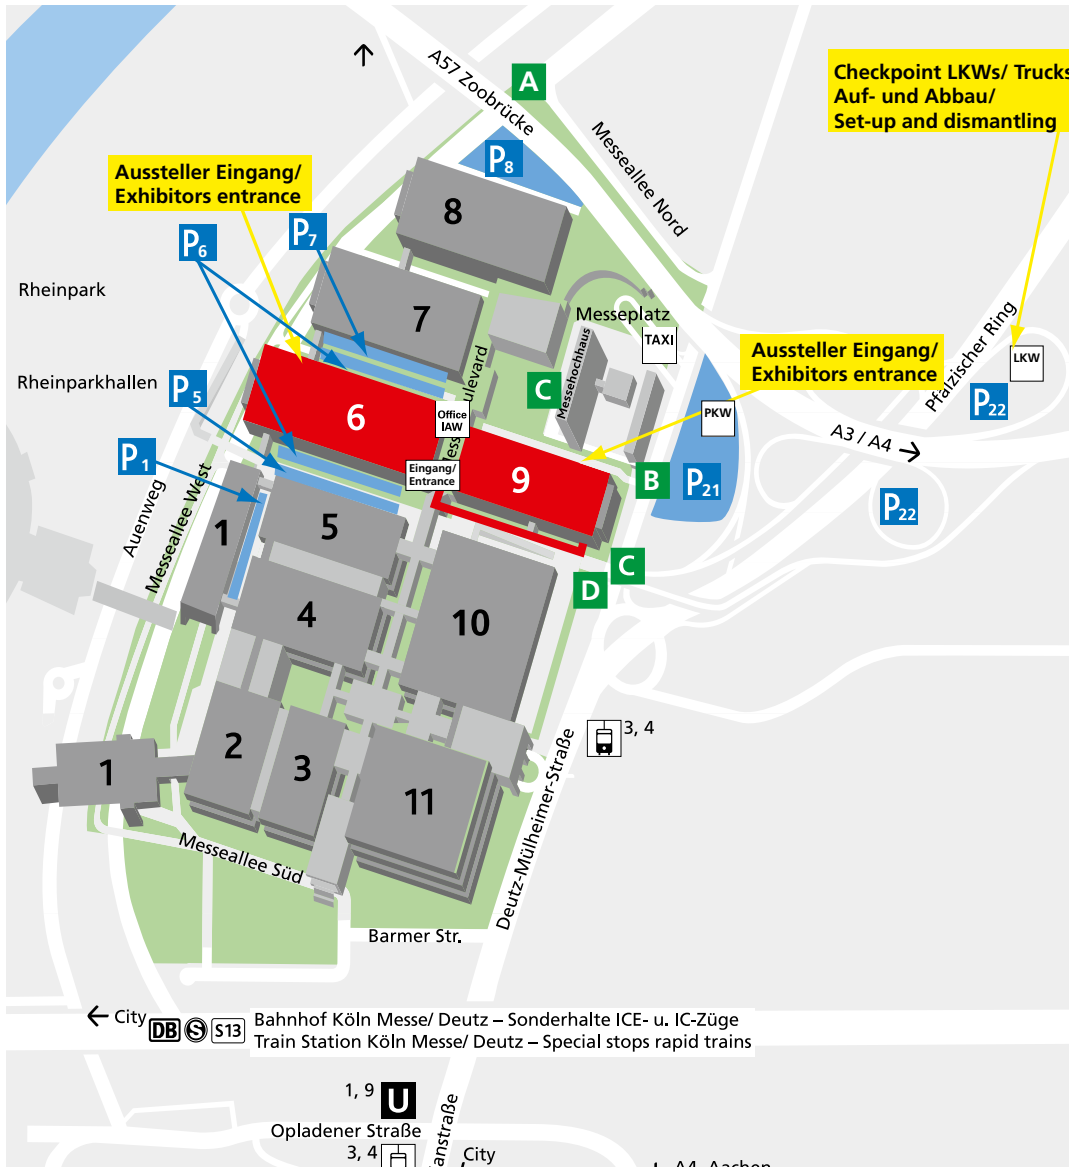 A57 Zoobrücke
A
Checkpoint LKWs/ Trucks
Auf- und Abbau/
Set-up and dismantling
Messeallee Nord
P8
Aussteller Eingang/
Exhibitors entrance
8
P6
P7
Rheinpark
7
Messeplatz
TAXI
Pfälzischer Ring
LKW
Rheinparkhallen
P5
Messehochhaus
C
Aussteller Eingang/
Exhibitors entrance
P22
6
Office
IAW
PKW
A3 / A4
P1
Eingang/
Entrance
9
B
P21
P22
Auenweg
Messeallee West
1
5
C
D
4
10
3, 4
2
3
1
11
Deutz-Mülheimer-Straße
Messeallee Süd
Barmer Str.
City
DB S S13
Bahnhof Köln Messe/ Deutz – Sonderhalte ICE- u. IC-Züge
Train Station Köln Messe/ Deutz – Special stops rapid trains
1, 9 U
Opladener Straße
3, 4
City
anstraße
A4, Aachen